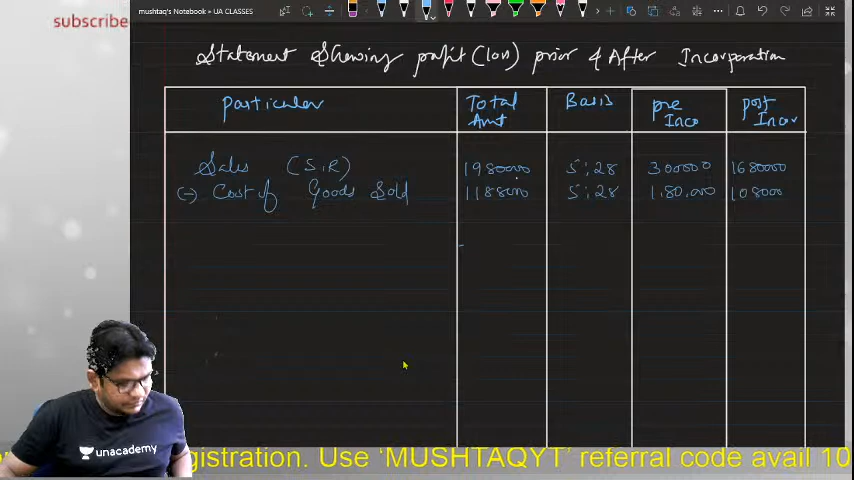 subscribe
mushtaq's Notebook » UA CLASSES
Statement Showing profit (loss) prior & After Incorporation
Particular Total Amt Basis pre Inco post Incor
Sales (S.R) 1980000 5:28 300000 1680000
(-) Cost of Goods Sold 1188000 5:28 1,80,000 108000
unacademy
gistration. Use 'MUSHTAQYT' referral code avail 10